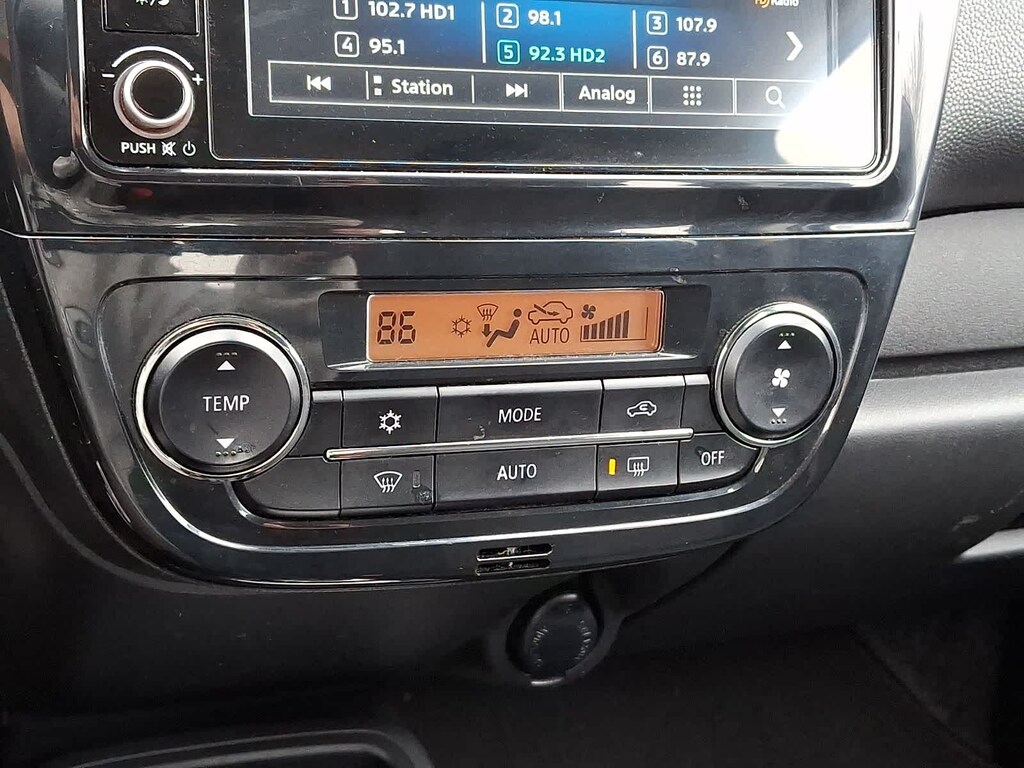 1 102.7 HD1 2 98.1 3 107.9
4 95.1 5 92.3 HD2 6 87.9
Station Analog
PUSH
86 AUTO
TEMP MODE
AUTO OFF